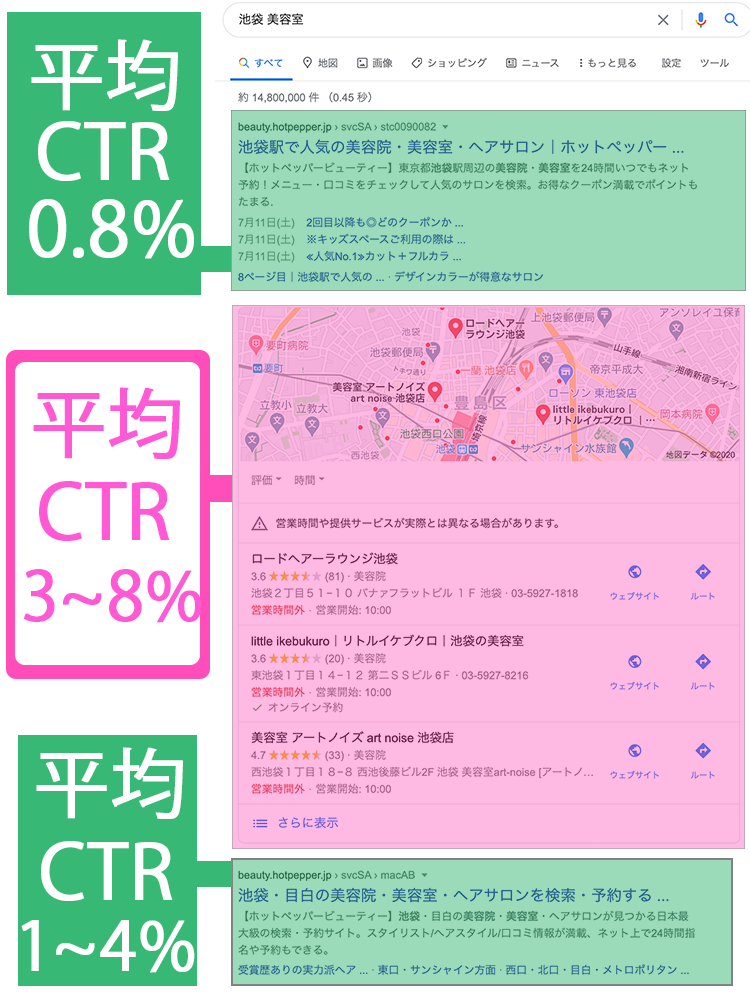 平均
CTR
0.8%
平均
CTR
3~8%
平均
CTR
1~4%
池袋 美容室
すべて
地図
画像
ショッピング
ニュース
もっと見る
設定
ツール
約 14,800,000 件 （0.45 秒）
beauty.hotpepper.jp › svcSA › stc0090082
池袋駅で人気の美容院・美容室・ヘアサロン｜ホットペッパー ...
【ホットペッパービューティー】東京都池袋駅周辺の美容院・美容室を24時間いつでもネット
予約！メニュー・口コミをチェックして人気のサロンを検索。お得なクーポン満載でポイントも
たまる.
7月11日(土) 2回目以降も◎どのクーポンか ...
7月11日(土) ※キッズスペースご利用の際は ...
7月11日(土) ≪人気No.1≫カット＋フルカラ ...
8ページ目｜池袋駅で人気の ... · デザインカラーが得意なサロン
アンソレイユ保育
上池袋郵便局
ロードヘアー
ラウンジ池袋
池袋
要町病院
池袋郵便局
山手線
トキワ通り
要町
一蘭 池袋店
帝京平成大
湘南新宿ライン
美容室 アートノイズ
art noise 池袋店
ローソン 東池袋店
豊島区
立教小
立教大
little ikebukuro｜
リトルイケブクロ｜…
岡本病院
池袋西口公園
埼京線
池袋
サンシャイン水族館
西池袋
地図データ ©2020
評価
時間
営業時間や提供サービスが実際とは異なる場合があります。
ロードヘアーラウンジ池袋
3.6 ★★★★★ (81) · 美容院
池袋２丁目５１−１０ バナァフラットビル １Ｆ 池袋 · 03-5927-1818
営業時間外 · 営業開始: 10:00
ウェブサイト
ルート
little ikebukuro｜リトルイケブクロ｜池袋の美容室
3.6 ★★★★★ (20) · 美容院
東池袋１丁目１４−１２ 第二ＳＳビル 6Ｆ · 03-5927-8216
営業時間外 · 営業開始: 10:00
✓ オンライン予約
ウェブサイト
ルート
美容室 アートノイズ art noise 池袋店
4.7 ★★★★★ (33) · 美容院
西池袋１丁目１８−８ 西池後藤ビル2F 池袋 美容室art-noise [アートノ...
営業時間外 · 営業開始: 10:00
ウェブサイト
ルート
さらに表示
beauty.hotpepper.jp › svcSA › macAB
池袋・目白の美容院・美容室・ヘアサロンを検索・予約する ...
【ホットペッパービューティー】池袋・目白の美容院・美容室・ヘアサロンが見つかる日本最
大級の検索・予約サイト。スタイリスト/ヘアスタイル/口コミ情報が満載、ネット上で24時間指
名や予約もできる。
受賞歴ありの実力派ヘア ... · 東口・サンシャイン方面 · 西口・北口・目白・メトロポリタン ...